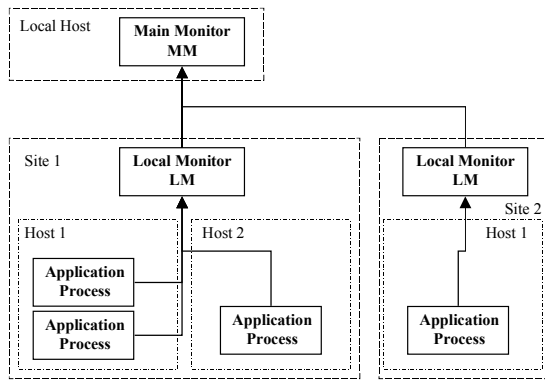 Local Host
Main Monitor
MM
Site 1
Local Monitor
LM
Local Monitor
LM
Site 2
Host 1
Host 2
Host 1
Application
Process
Application
Process
Application
Process
Application
Process